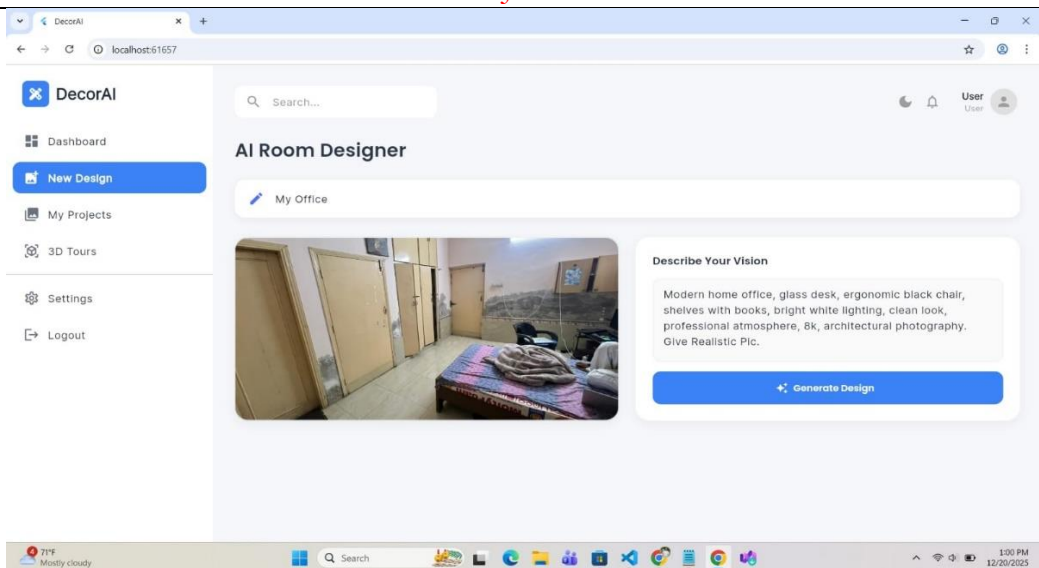 DecorAI
localhost:61657
DecorAI
Search...
User
User
Dashboard
AI Room Designer
New Design
My Office
My Projects
3D Tours
Describe Your Vision
Modern home office, glass desk, ergonomic black chair,
shelves with books, bright white lighting, clean look,
professional atmosphere, 8k, architectural photography.
Give Realistic Pic.
Settings
Logout
Generate Design
4
71°F
Mostly cloudy
Search
1:00 PM
12/20/2025